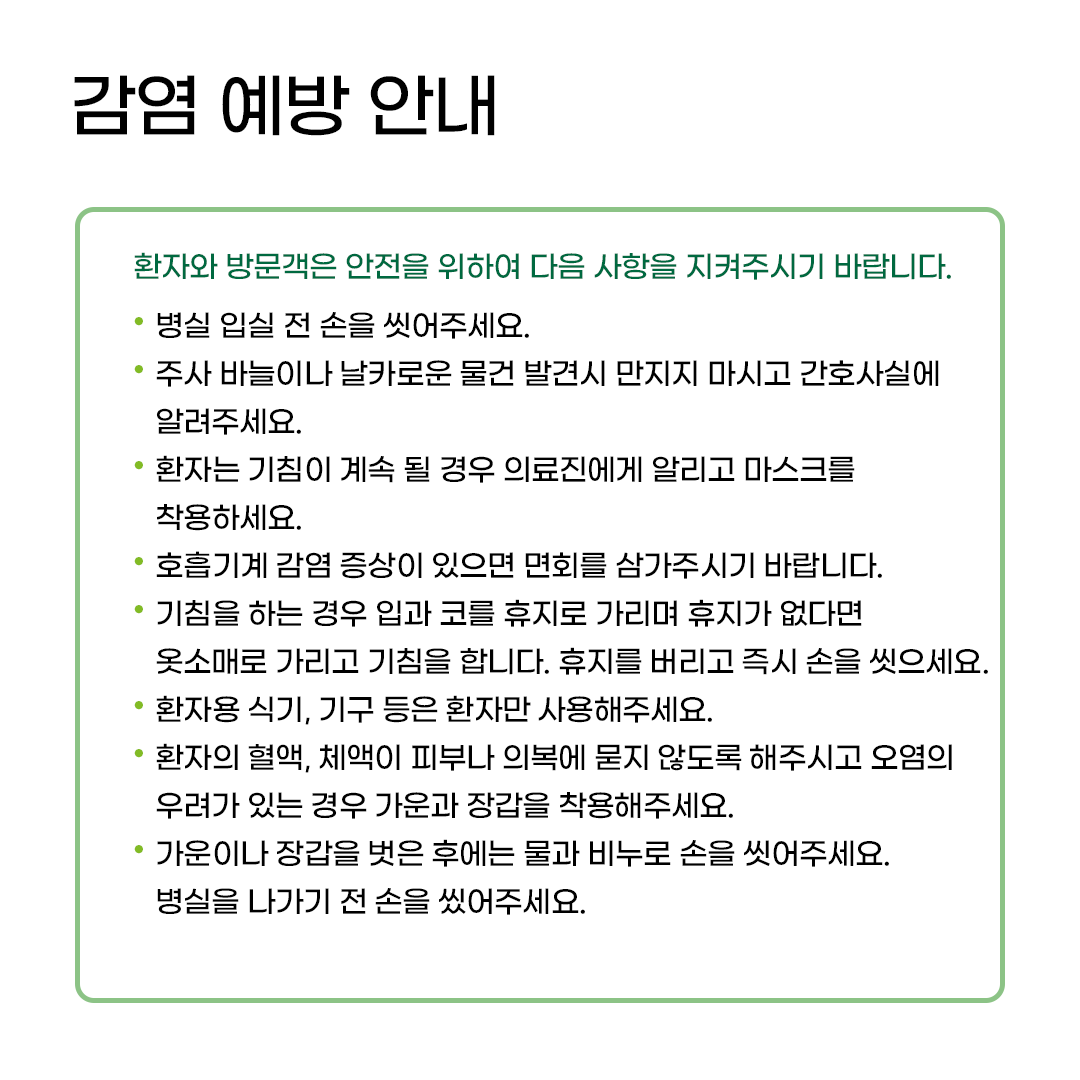 감염 예방 안내
환자와 방문객은 안전을 위하여 다음 사항을 지켜주시기 바랍니다.
• 병실 입실 전 손을 씻어주세요.
• 주사 바늘이나 날카로운 물건 발견시 만지지 마시고 간호사실에
알려주세요.
• 환자는 기침이 계속 될 경우 의료진에게 알리고 마스크를
착용하세요.
• 호흡기계 감염 증상이 있으면 면회를 삼가주시기 바랍니다.
• 기침을 하는 경우 입과 코를 휴지로 가리며 휴지가 없다면
옷소매로 가리고 기침을 합니다. 휴지를 버리고 즉시 손을 씻으세요.
• 환자용 식기, 기구 등은 환자만 사용해주세요.
• 환자의 혈액, 체액이 피부나 의복에 묻지 않도록 해주시고 오염의
우려가 있는 경우 가운과 장갑을 착용해주세요.
• 가운이나 장갑을 벗은 후에는 물과 비누로 손을 씻어주세요.
병실을 나가기 전 손을 씼어주세요.